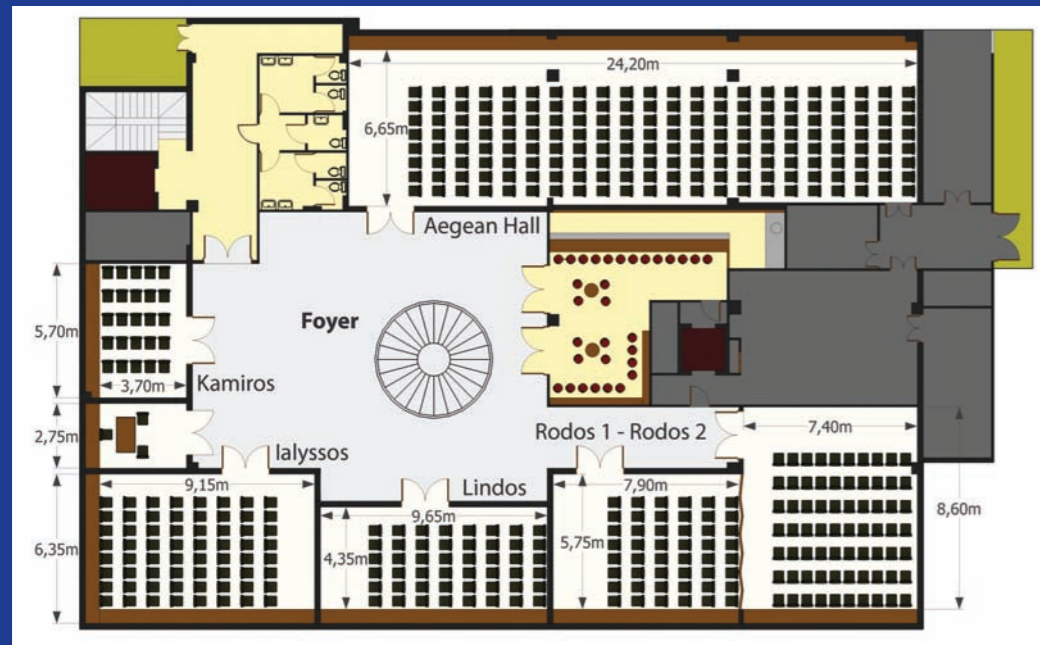 24,20m
6,65m
Aegean Hall
Foyer
5,70m
3,70m
Kamiros
2,75m
Ialyssos
Rodos 1 - Rodos 2
7,40m
9,15m
Lindos
7,90m
8,60m
6,35m
9,65m
4,35m
5,75m